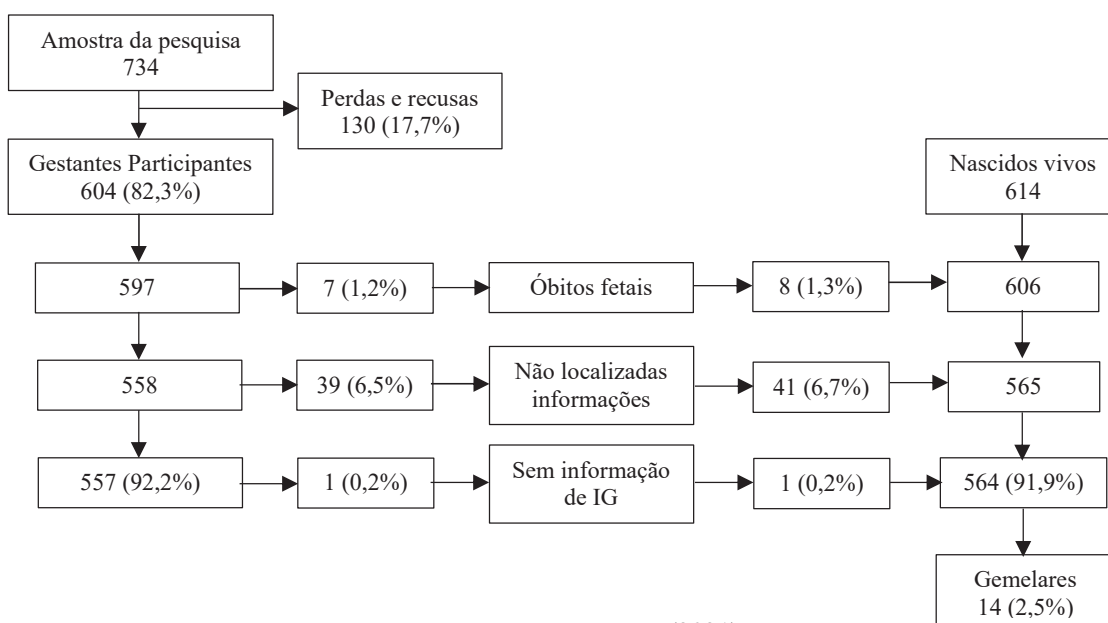 Amostra da pesquisa
734
Perdas e recusas
130 (17,7%)
Gestantes Participantes
604 (82,3%)
Nascidos vivos
614
597
7 (1,2%)
Óbitos fetais
8 (1,3%)
606
558
39 (6,5%)
Não localizadas
informações
41 (6,7%)
565
557 (92,2%)
1 (0,2%)
Sem informação
de IG
1 (0,2%)
564 (91,9%)
Gemelares
14 (2,5%)